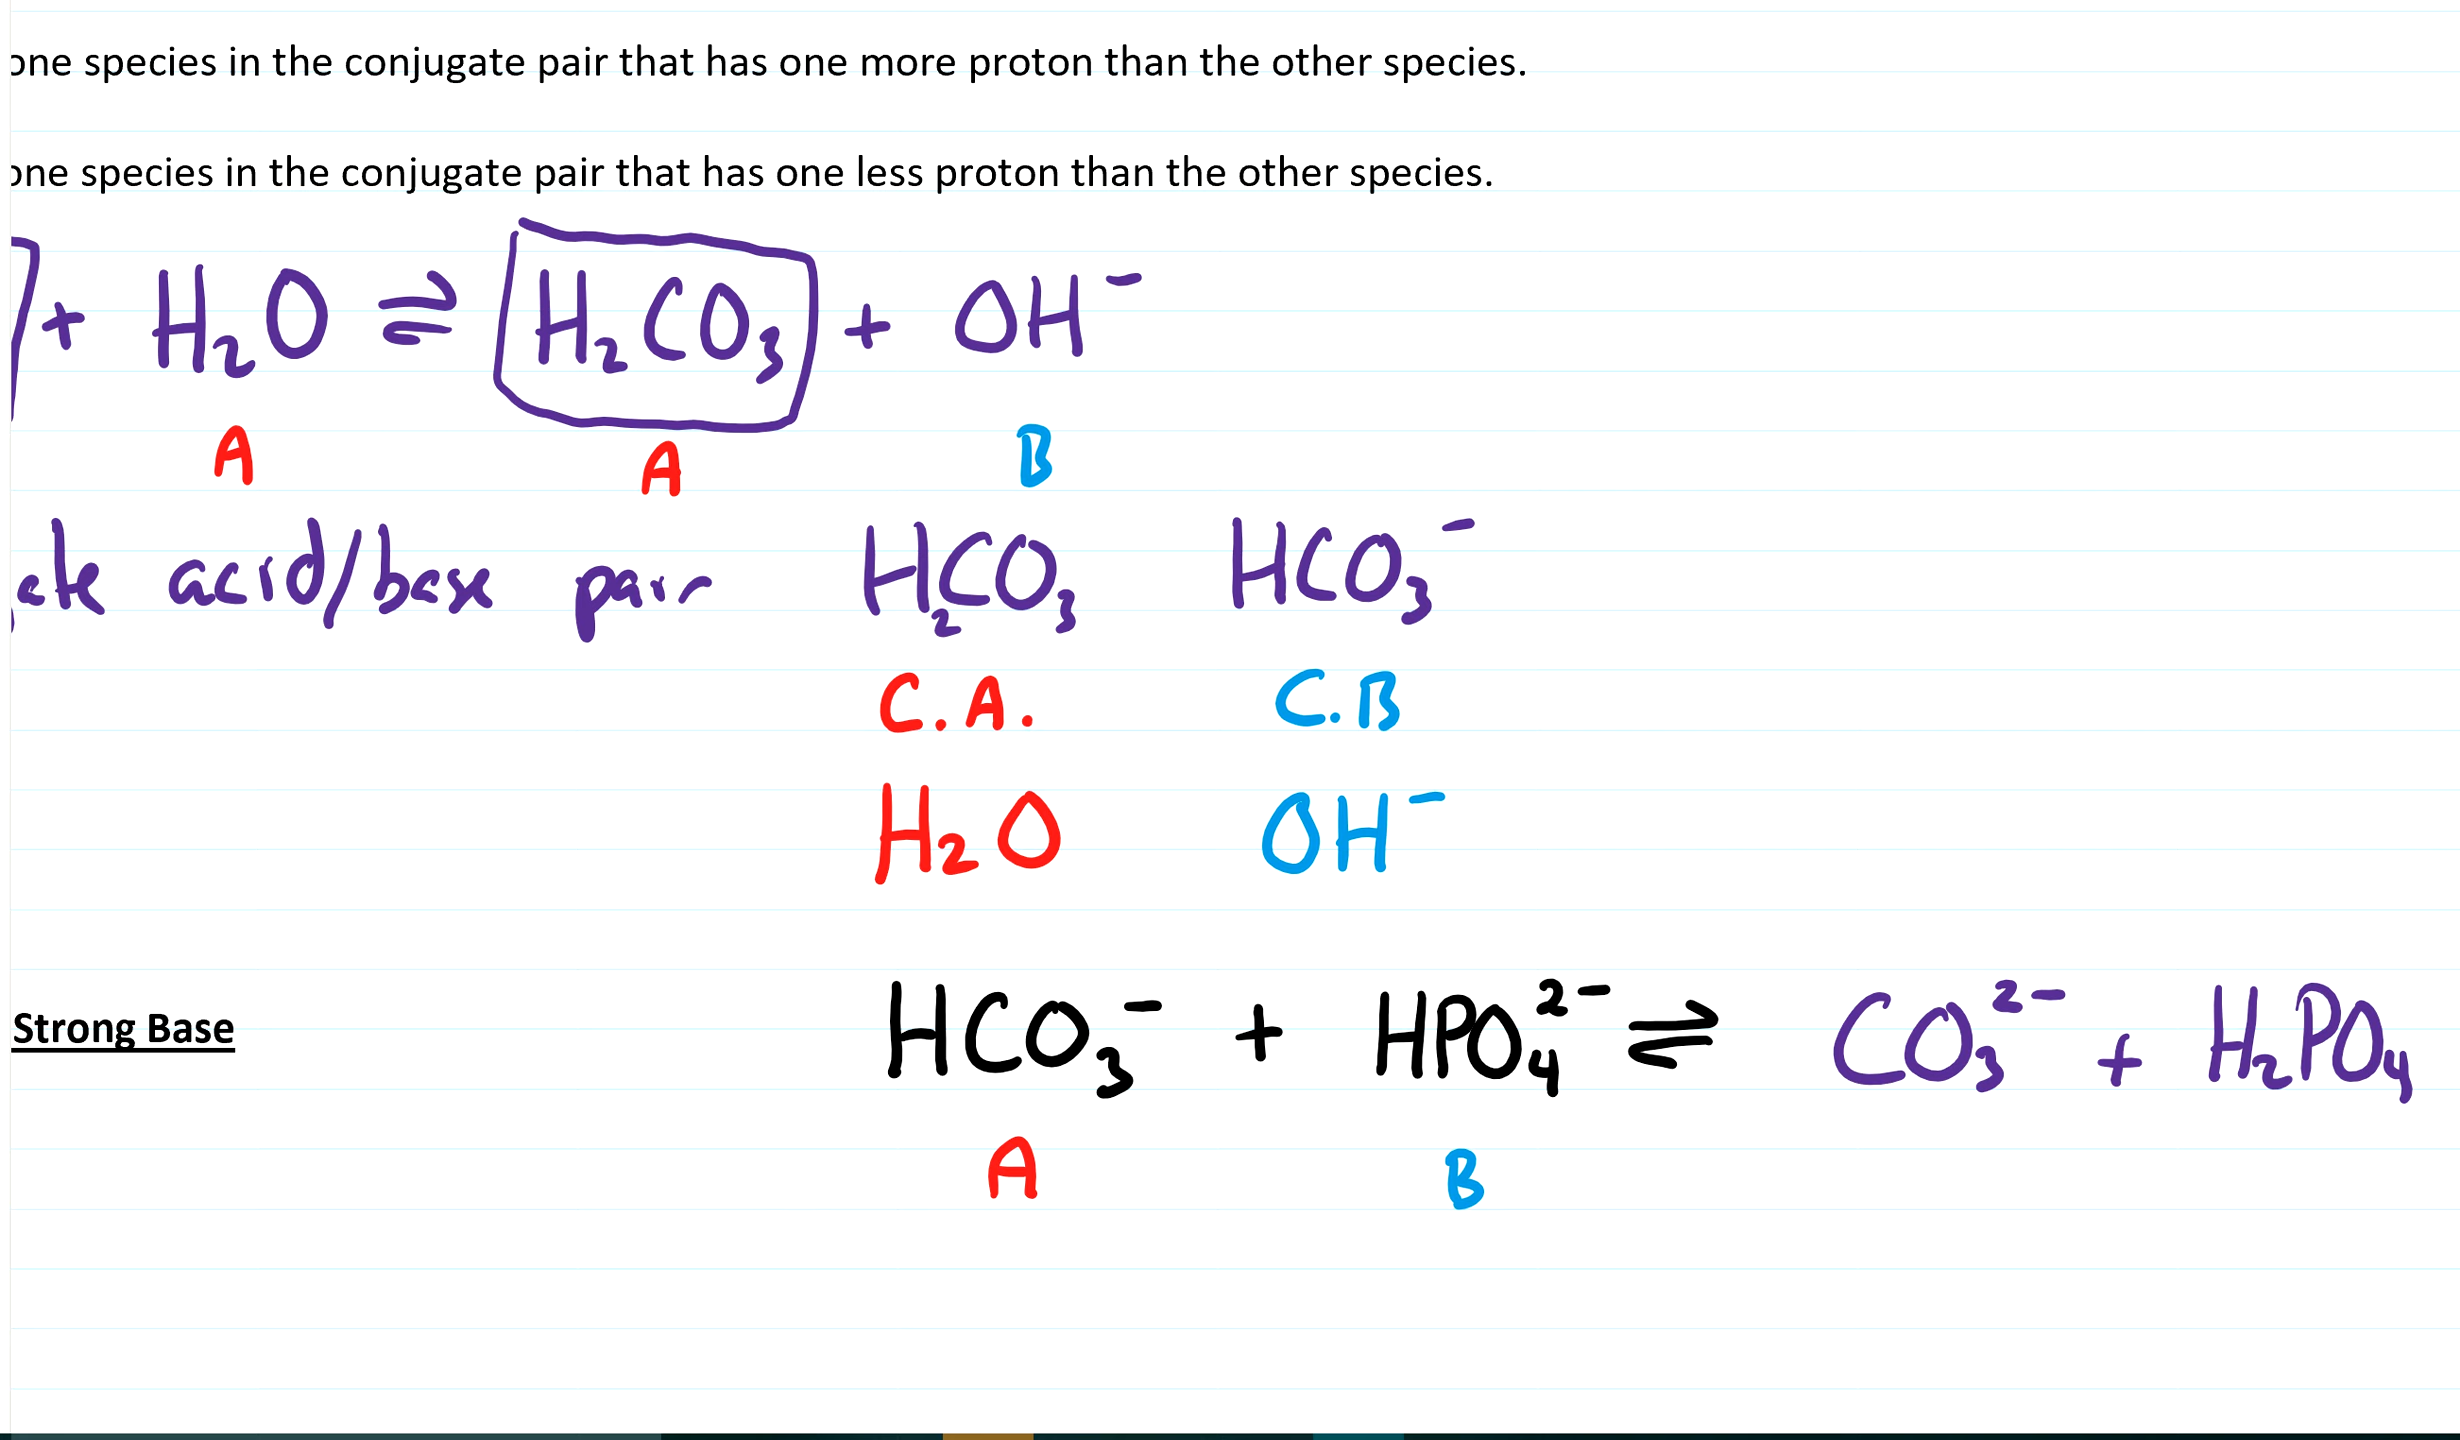 one species in the conjugate pair that has one more proton than the other species.
one species in the conjugate pair that has one less proton than the other species.
+ H₂O ⇌ H₂CO₃ + OH⁻
A A B
ate acid/base pair H₂CO₃ HCO₃⁻
C.A. C.B
H₂O OH⁻
Strong Base HCO₃⁻ + HPO₄²⁻ ⇌ CO₃²⁻ + H₂PO₄
A B